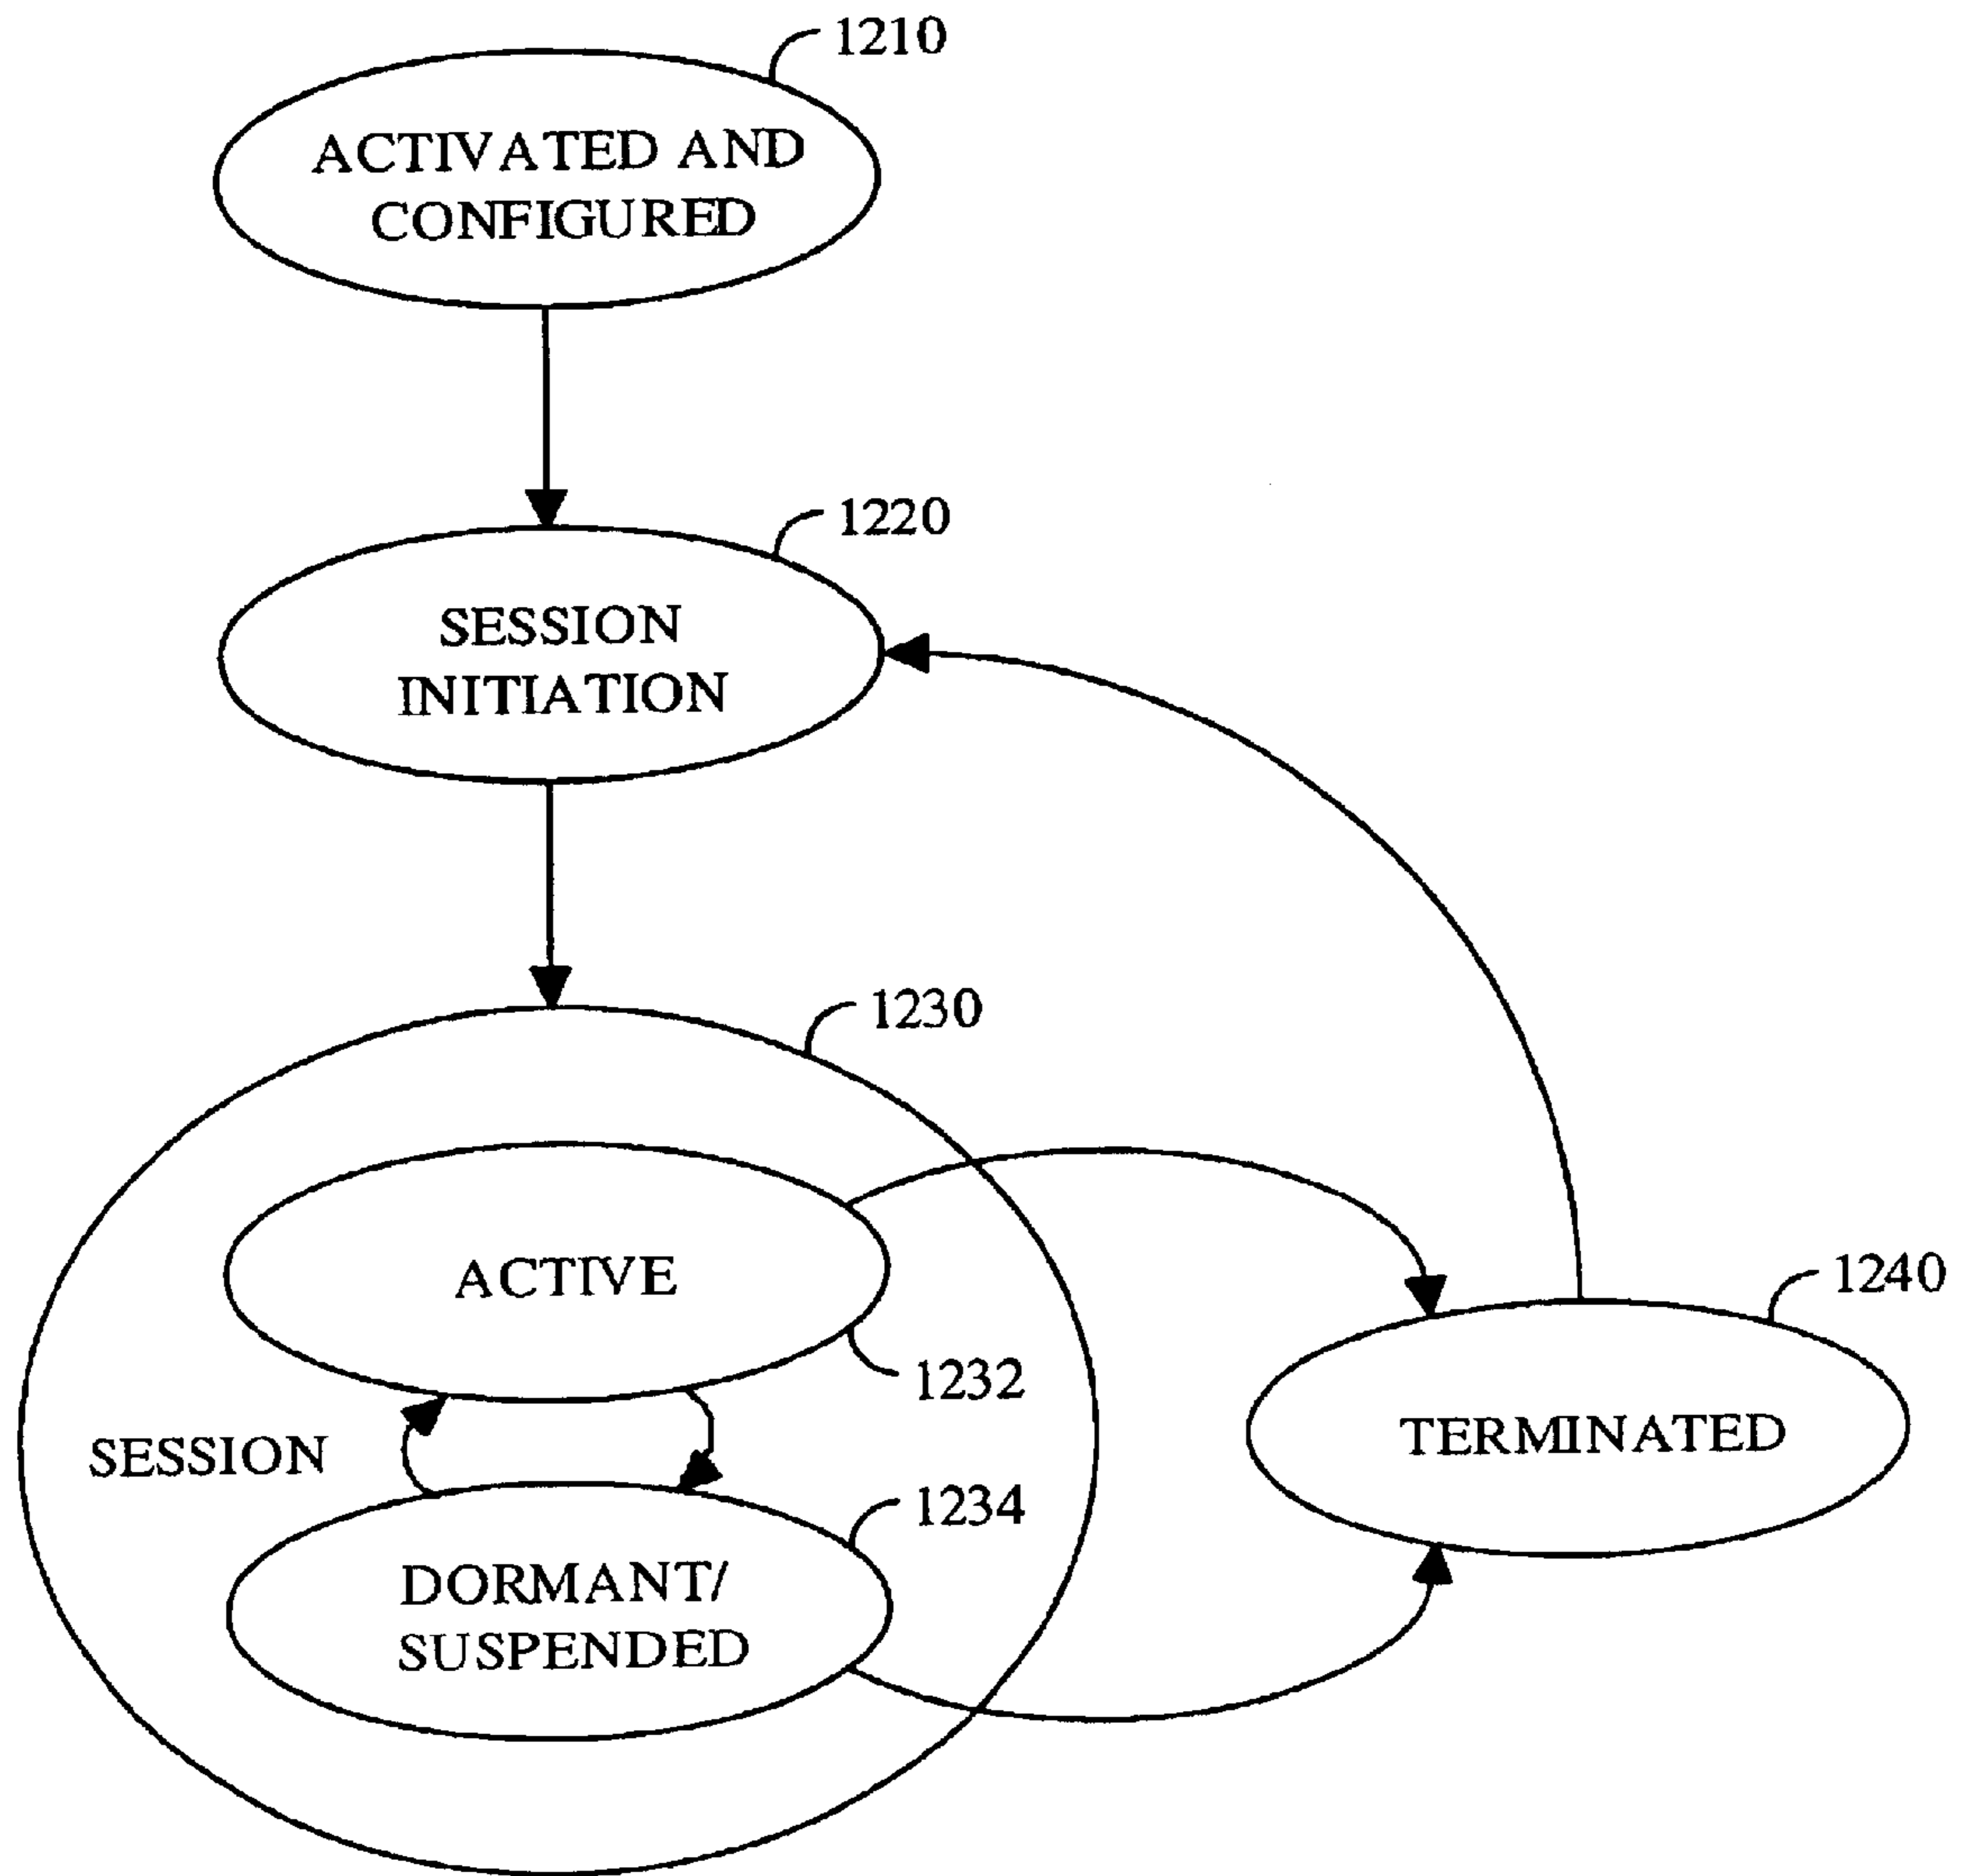 1210
ACTIVATED AND
CONFIGURED
1220
SESSION
INITIATION
1230
ACTIVE
1232
1240
TERMINATED
SESSION
1234
DORMANT/
SUSPENDED